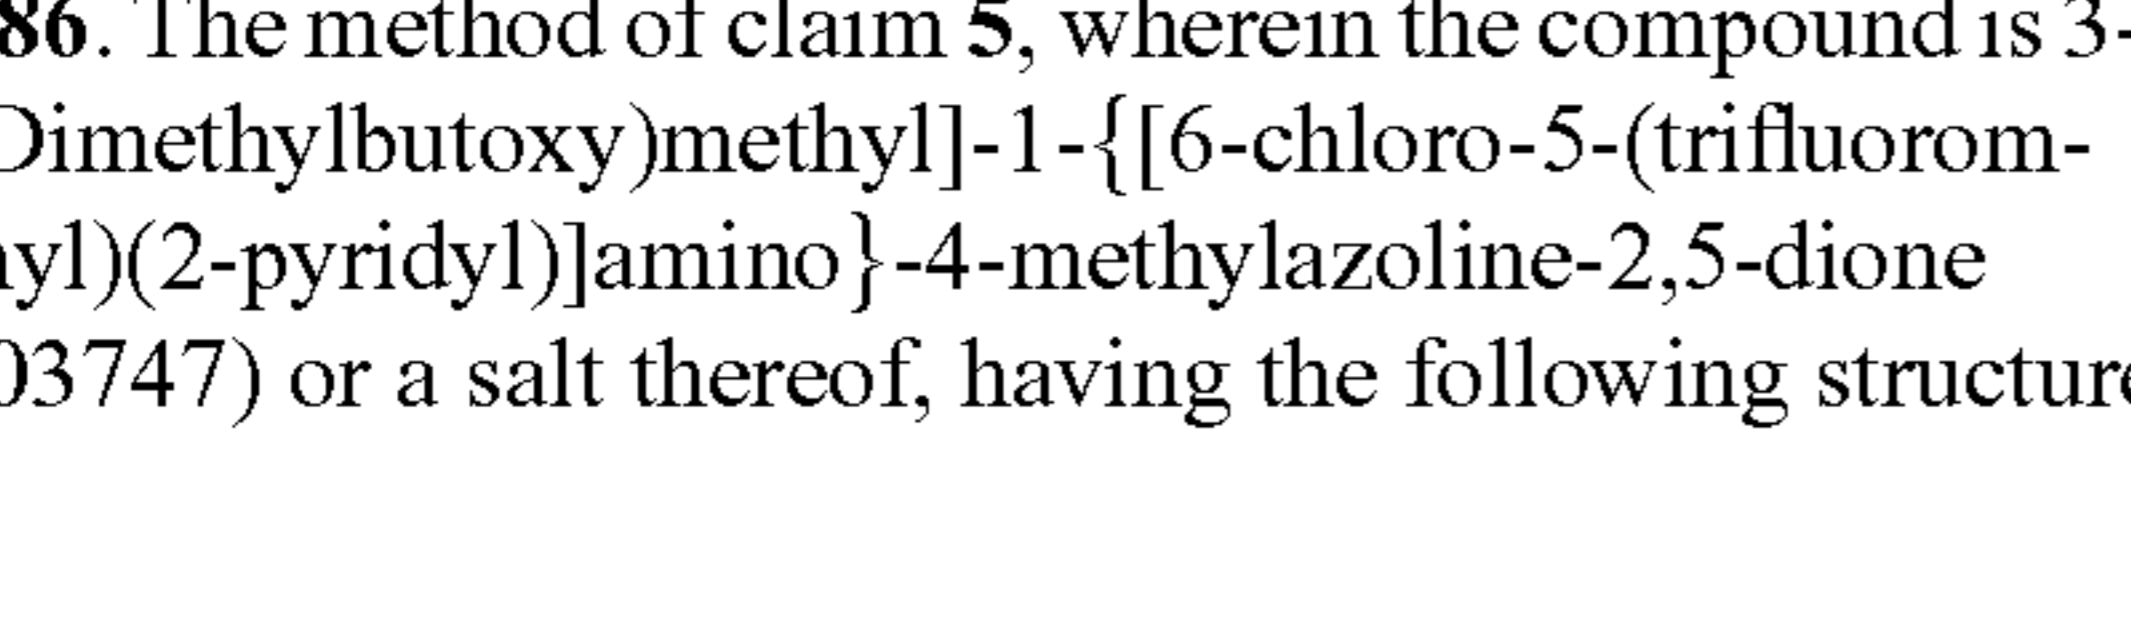 86. The method of claim 5, wherein the compound is 3-
Dimethylbutoxy)methyl]-1-{[6-chloro-5-(trifluorom-
yl)(2-pyridyl)]amino}-4-methylazoline-2,5-dione
03747) or a salt thereof, having the following structure